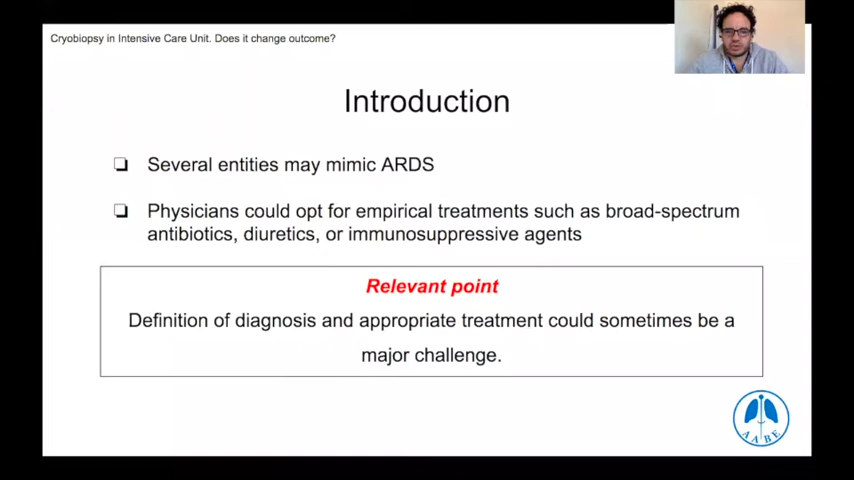 Cryobiopsy in Intensive Care Unit. Does it change outcome?
Introduction
Several entities may mimic ARDS
Physicians could opt for empirical treatments such as broad-spectrum
antibiotics, diuretics, or immunosuppressive agents
Relevant point
Definition of diagnosis and appropriate treatment could sometimes be a
major challenge.
AABE